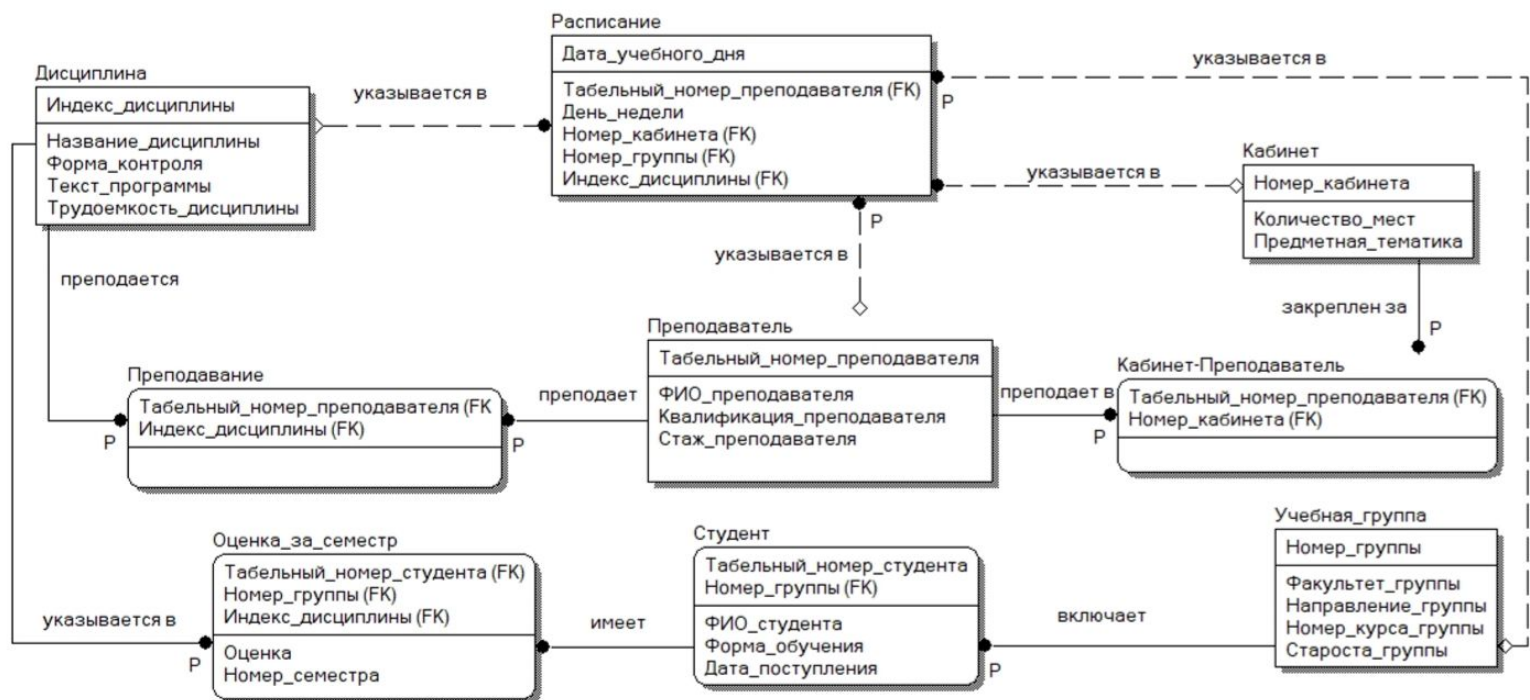 Расписание
Дата_учебного_дня
Табельный_номер_преподавателя (FK)
День_недели
Номер_кабинета (FK)
Номер_группы (FK)
Индекс_дисциплины (FK)
Дисциплина
Индекс_дисциплины
Название_дисциплины
Форма_контроля
Текст_программы
Трудоемкость_дисциплины
указывается в
указывается в
P
Кабинет
Номер_кабинета
Количество_мест
Предметная_тематика
указывается в
P
указывается в
P
преподается
закреплен за
P
Преподаватель
Табельный_номер_преподавателя
ФИО_преподавателя
Квалификация_преподавателя
Стаж_преподавателя
Преподавание
Табельный_номер_преподавателя (FK
Индекс_дисциплины (FK)
P
преподает
P
преподает в
P
Кабинет-Преподаватель
Табельный_номер_преподавателя (FK)
Номер_кабинета (FK)
Оценка_за_семестр
Табельный_номер_студента (FK)
Номер_группы (FK)
Индекс_дисциплины (FK)
Оценка
Номер_семестра
указывается в
P
имеет
Студент
Табельный_номер_студента
Номер_группы (FK)
ФИО_студента
Форма_обучения
Дата_поступления
включает
P
Учебная_группа
Номер_группы
Факультет_группы
Направление_группы
Номер_курса_группы
Староста_группы